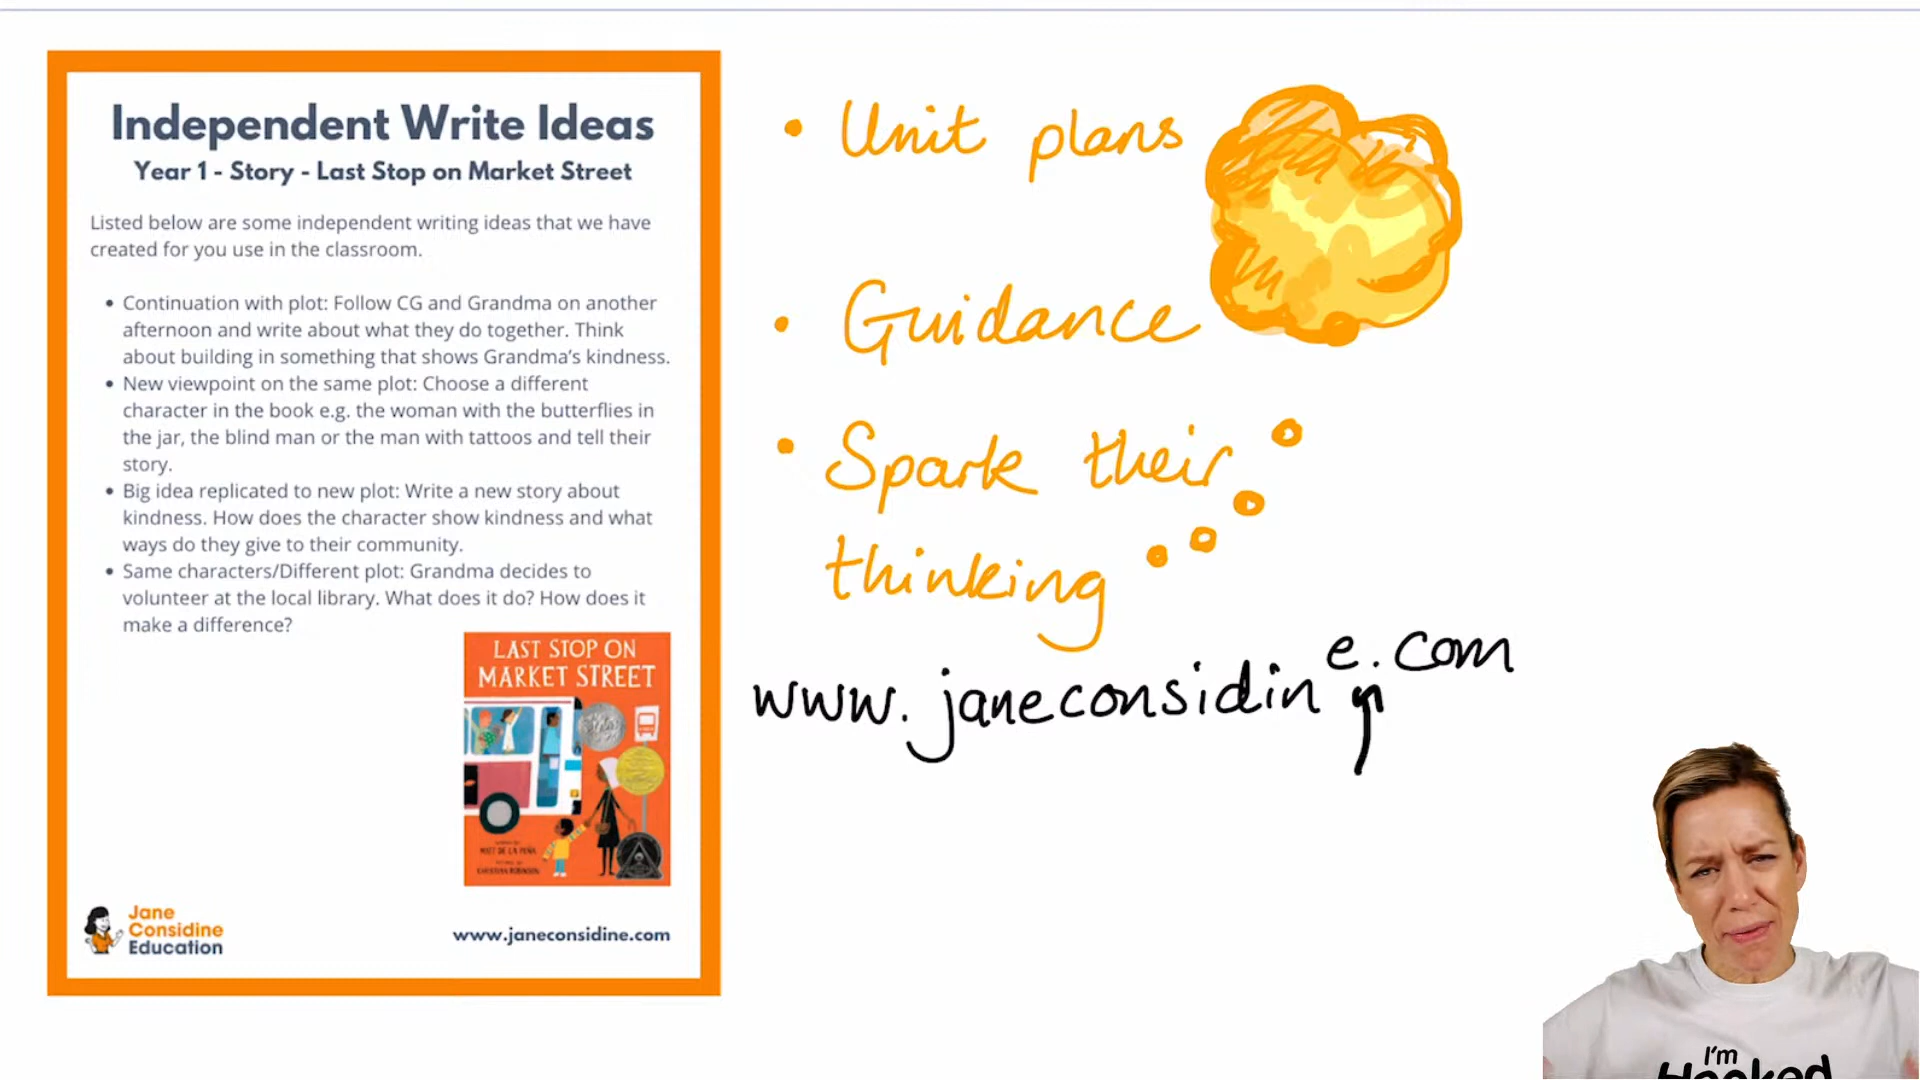 Independent Write Ideas
Year 1 - Story - Last Stop on Market Street
Listed below are some independent writing ideas that we have
created for you use in the classroom.
• Continuation with plot: Follow CG and Grandma on another
afternoon and write about what they do together. Think
about building in something that shows Grandma's kindness.
• New viewpoint on the same plot: Choose a different
character in the book e.g. the woman with the butterflies in
the jar, the blind man or the man with tattoos and tell their
story.
• Big idea replicated to new plot: Write a new story about
kindness. How does the character show kindness and what
ways do they give to their community.
• Same characters/Different plot: Grandma decides to
volunteer at the local library. What does it do? How does it
make a difference?
LAST STOP ON
MARKET STREET
MATT DE LA PEÑA
CHRISTIAN ROBINSON
Jane
Considine
Education
www.janeconsidine.com
• Unit plans
• Guidance
• Spark their
thinking
www.janeconsidine.com
I'm
Hooked